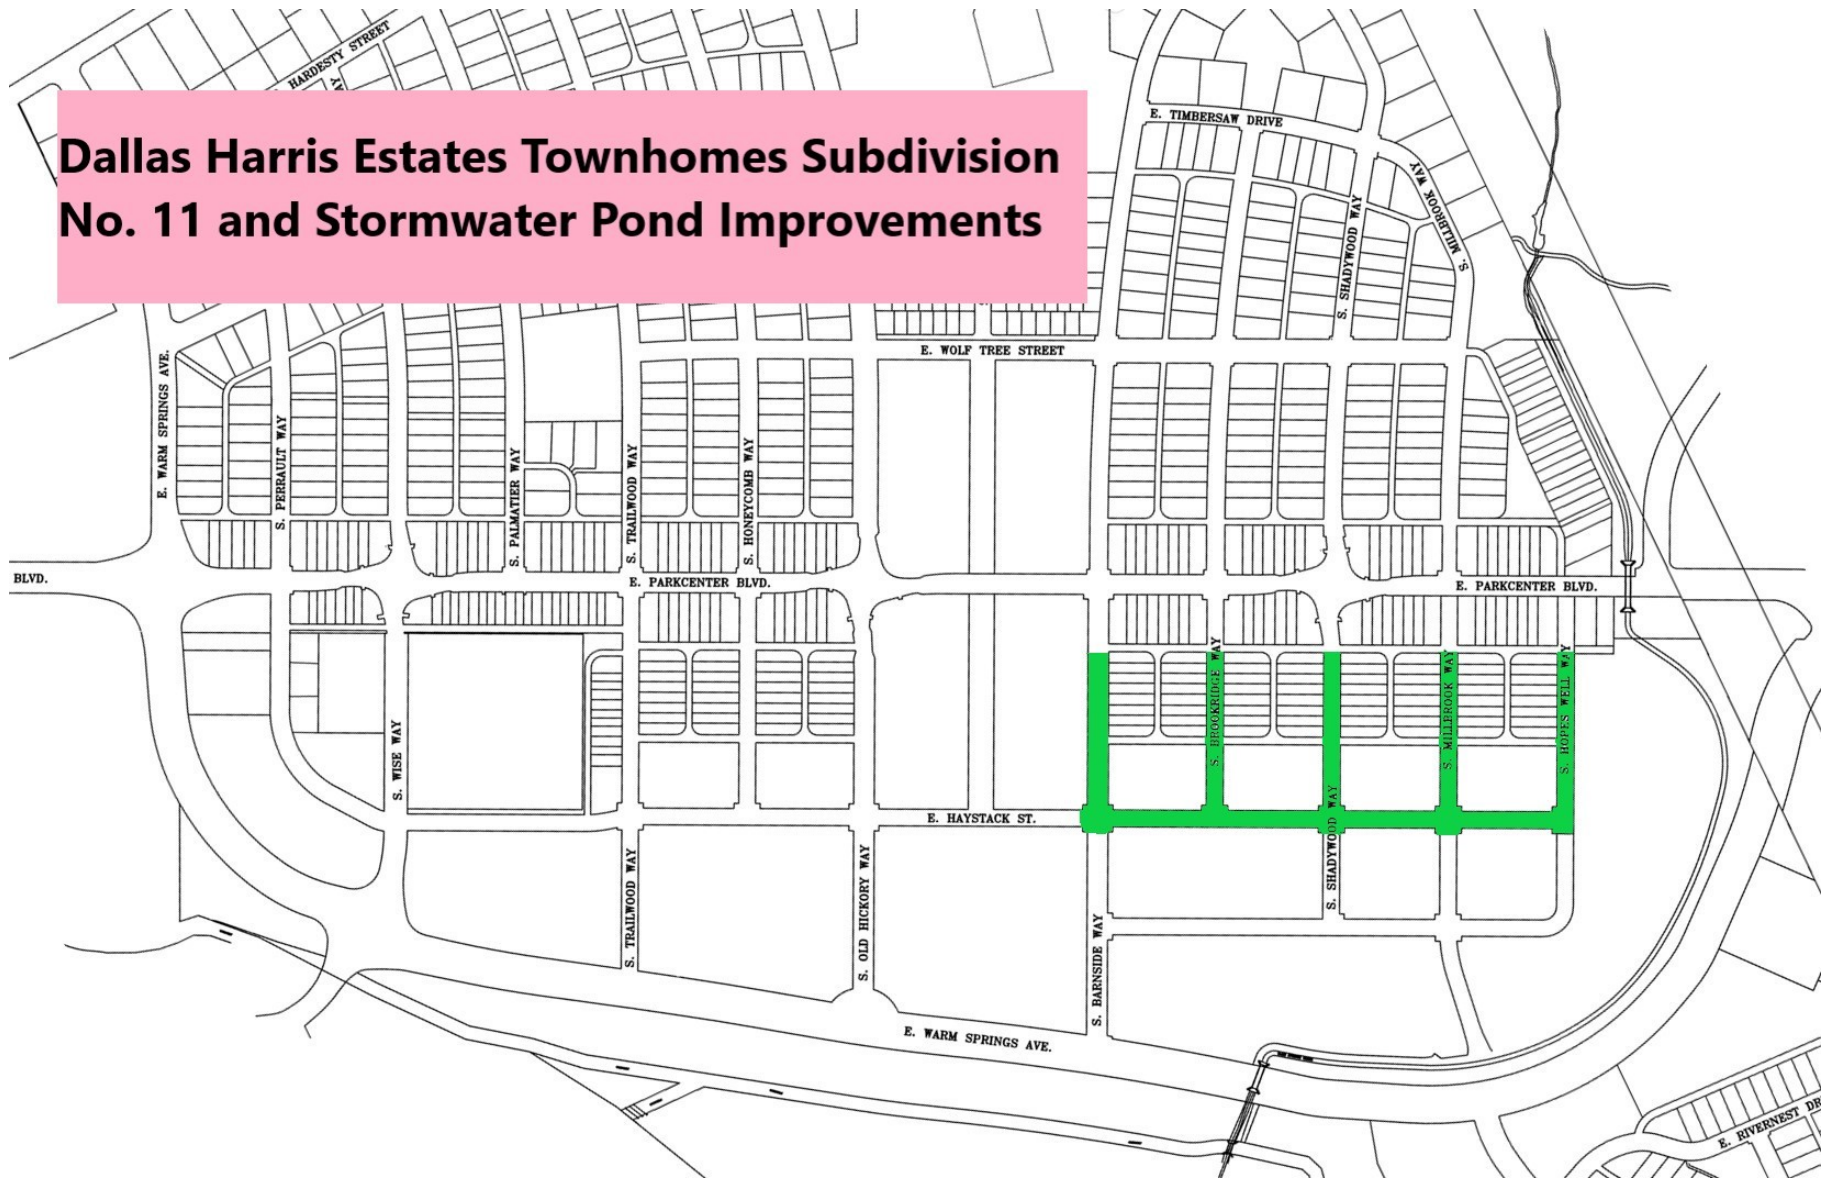 HARDESTY STREET
Dallas Harris Estates Townhomes Subdivision
No. 11 and Stormwater Pond Improvements
E. TIMBERSAW DRIVE
S. MILLBROOK WAY
S. SHADYWOOD WAY
E. WOLF TREE STREET
E. WARM SPRINGS AVE.
S. PERRAULT WAY
S. PALMATIER WAY
S. TRAILWOOD WAY
S. HONEYCOMB WAY
BLVD.
E. PARKCENTER BLVD.
E. PARKCENTER BLVD.
S. BROOKRIDGE WAY
S. MILLBROOK WAY
S. HOPES WELL WAY
S. WISE WAY
E. HAYSTACK ST.
S. SHADYWOOD WAY
S. TRAILWOOD WAY
S. OLD HICKORY WAY
S. BARNSIDE WAY
E. WARM SPRINGS AVE.
E. RIVERNEST DR